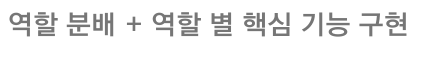 역할 분배 + 역할 별 핵심 기능 구현